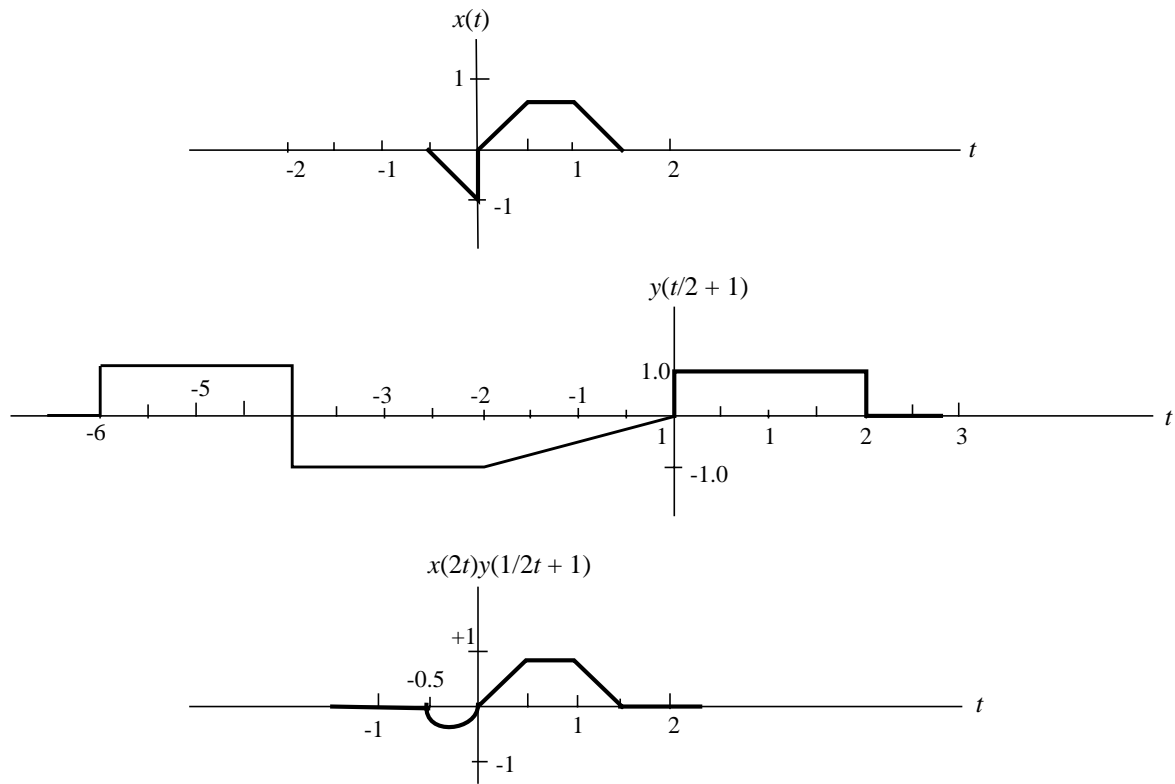 x(t)
1
-2 -1 1 2 t
-1
y(t/2 + 1)
1.0
-5 -3 -2 -1
-6 1 1 2 3 t
-1.0
x(2t)y(1/2t + 1)
+1
-0.5
-1 1 2 t
-1